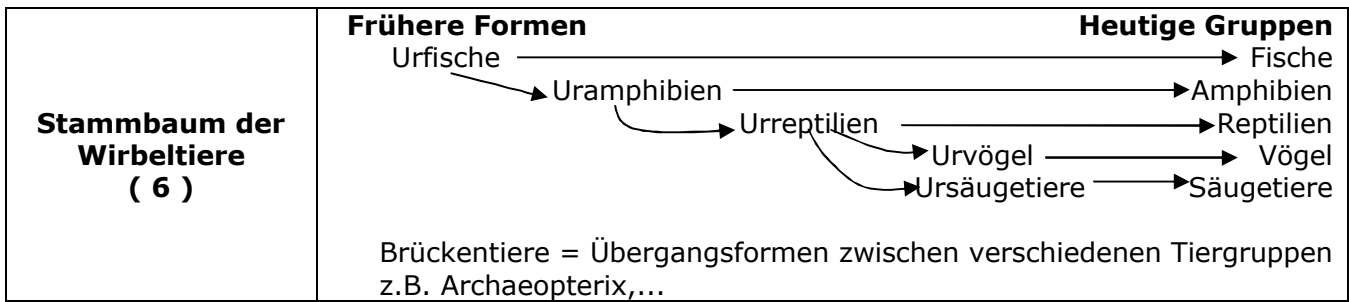 Stammbaum der
Wirbeltiere
( 6 )
Frühere Formen Heutige Gruppen
Urfische Fische
Uramphibien Amphibien
Urreptilien Reptilien
Urvögel Vögel
Ursäugetiere Säugetiere
Brückentiere = Übergangsformen zwischen verschiedenen Tiergruppen
z.B. Archaeopterix,...